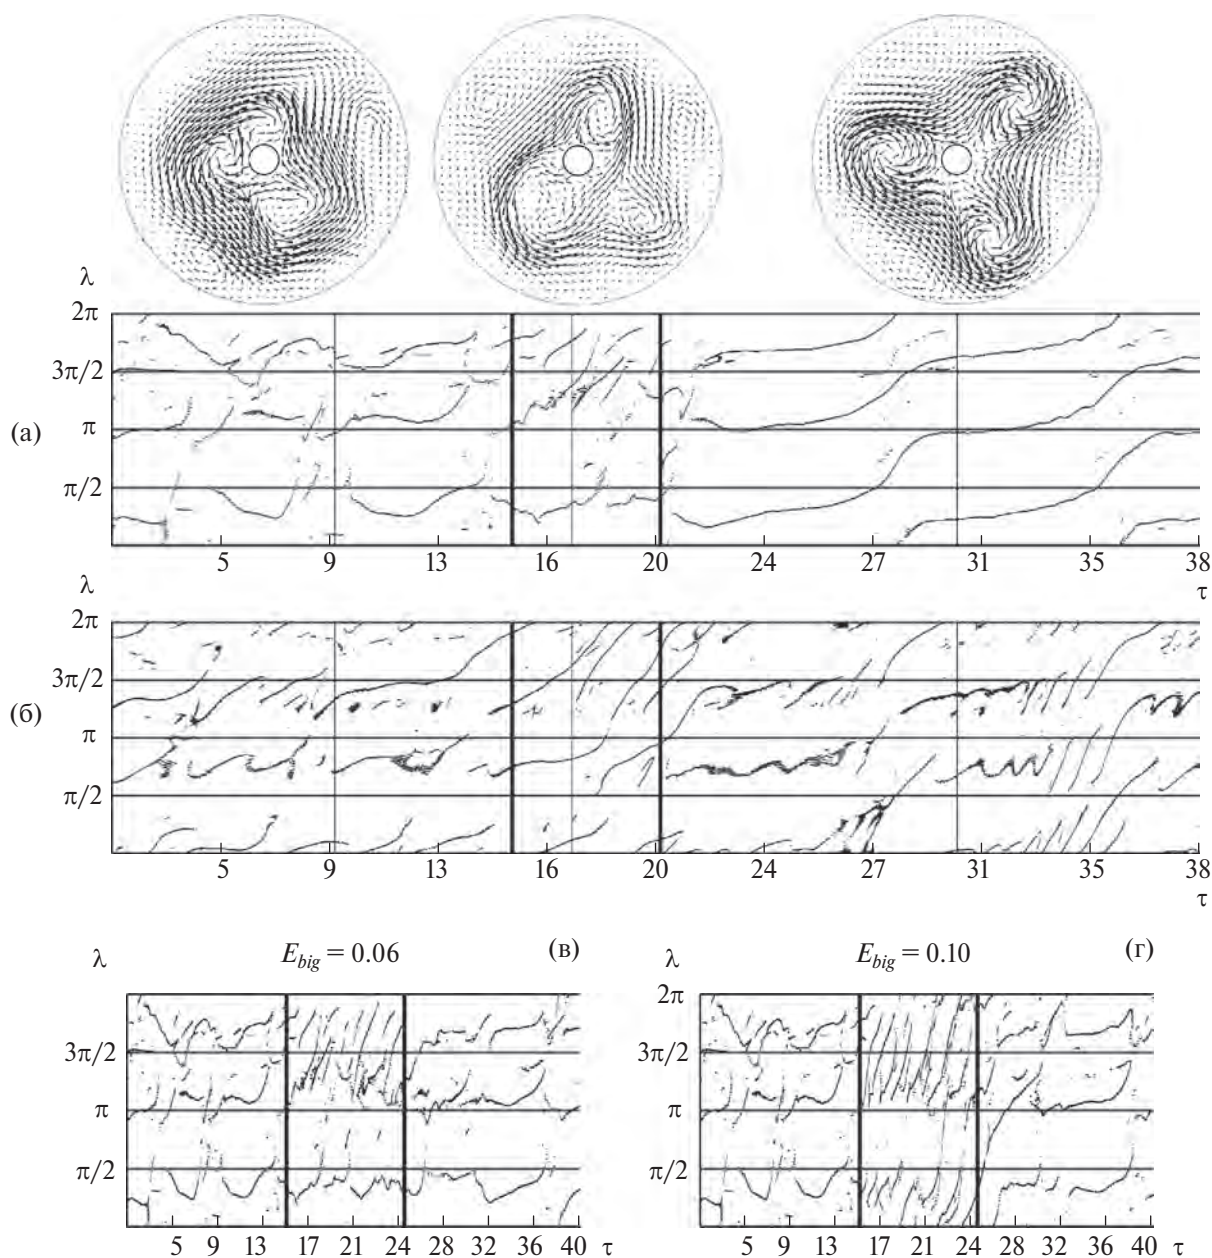 λ
2π
3π/2
(а)
π
π/2
5 9 13 16 20 24 27 31 35 38
λ
τ
2π
3π/2
(б)
π
π/2
5 9 13 16 20 24 27 31 35 38
τ
λ E_big = 0.06 (в) λ E_big = 0.10 (г)
2π
3π/2 3π/2
π π
π/2 π/2
5 9 13 17 21 24 28 32 36 40 τ 5 9 13 17 21 24 28 32 36 40 τ